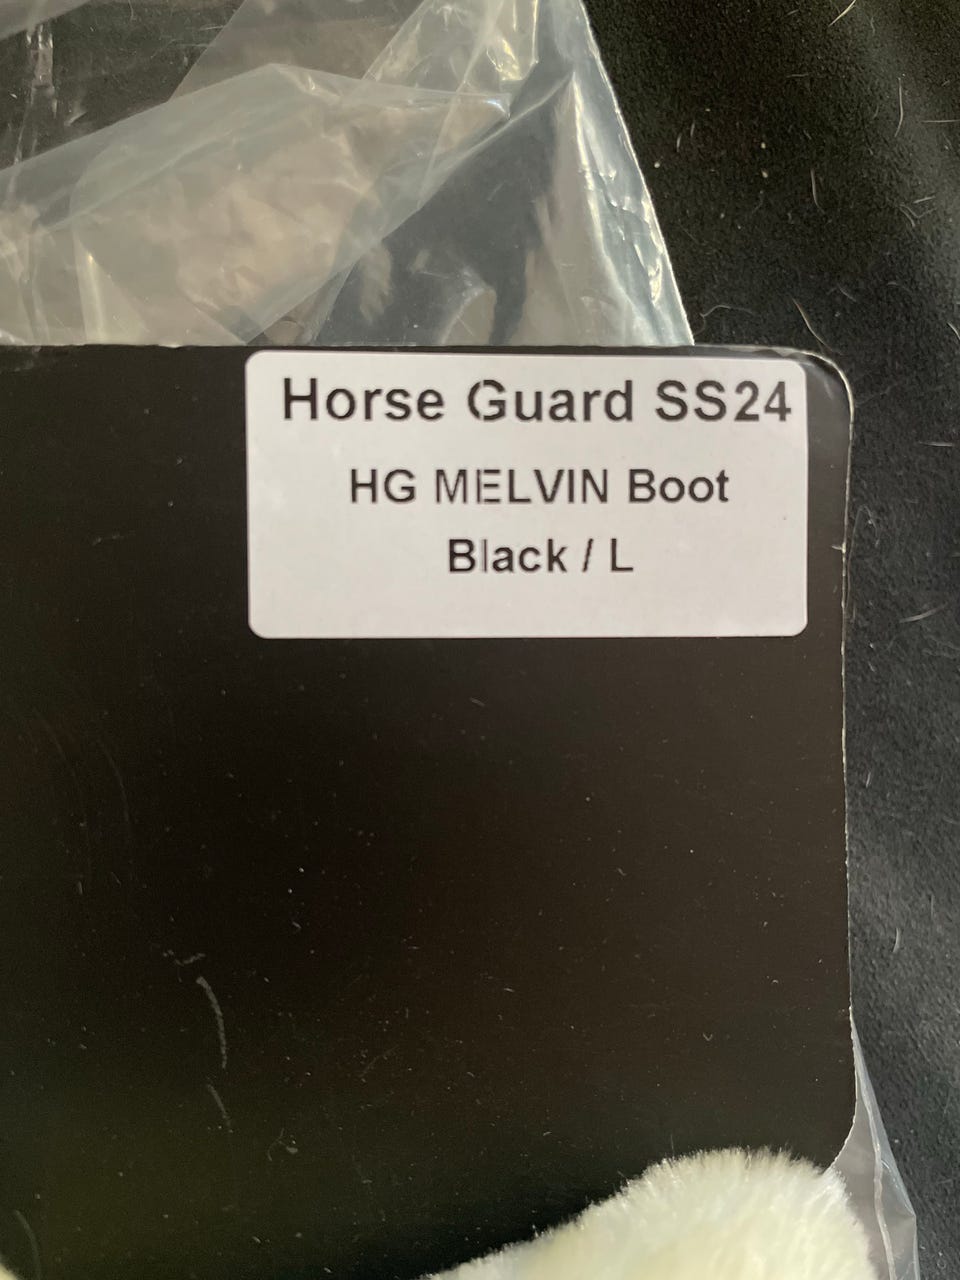 Horse Guard SS24
HG MELVIN Boot
Black / L